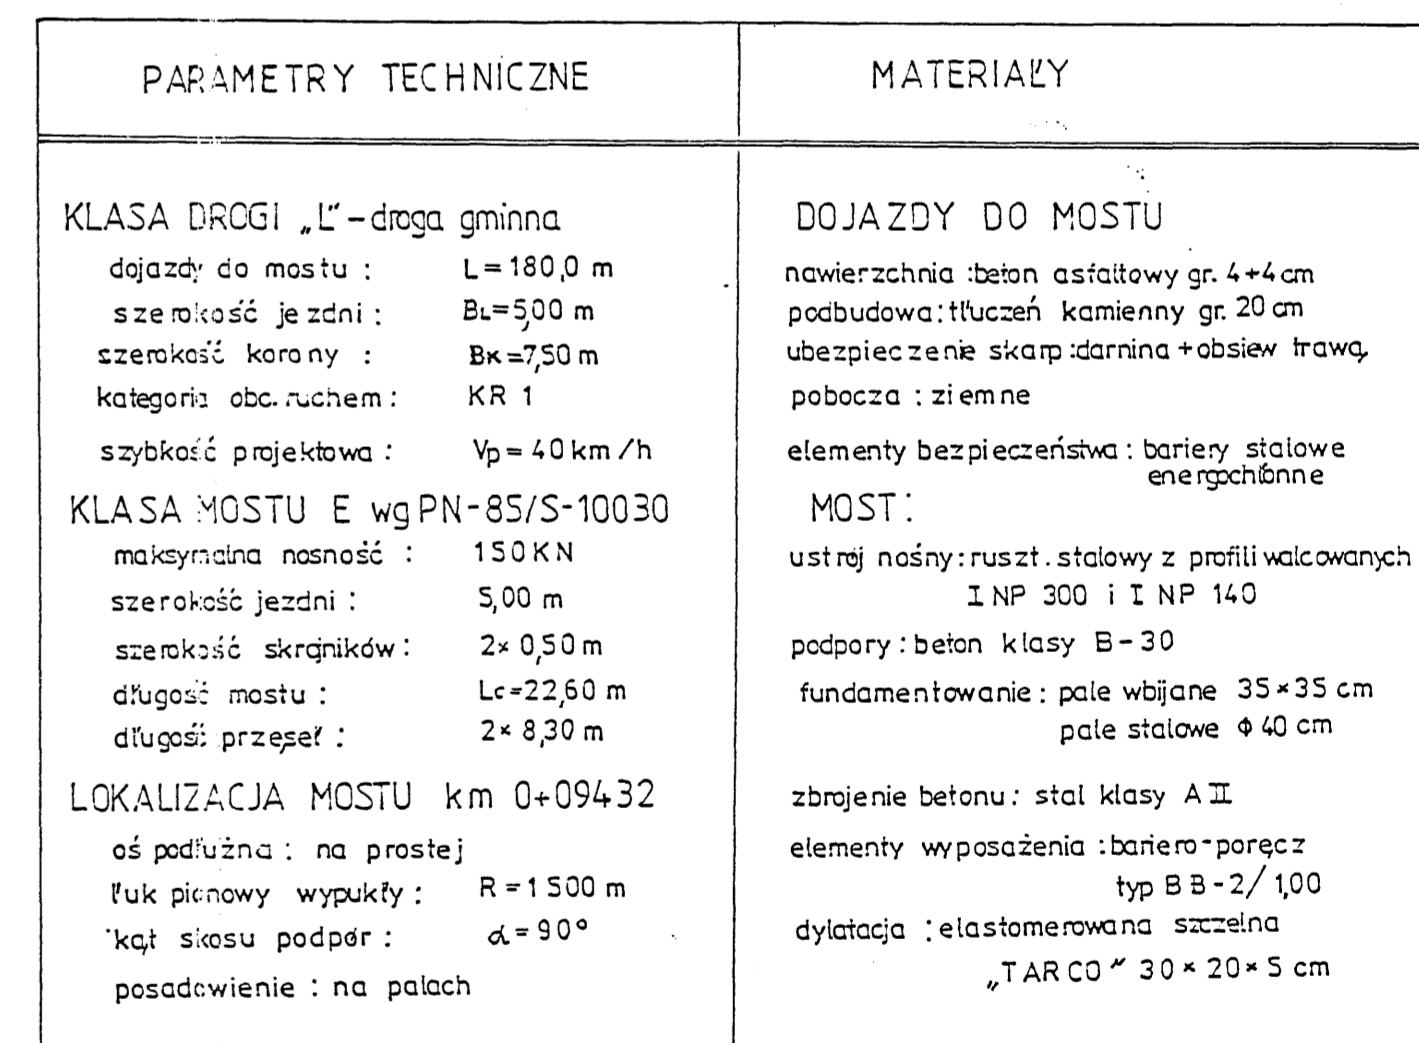 PARAMETRY TECHNICZNE
KLASA DROGI „L” – droga gminna
dojazdy do mostu : L = 180,0 m
szerokość jezdni : BL = 5,00 m
szerokość korony : BK = 7,50 m
kategoria obc. ruchem : KR 1
szybkość projektowa : Vp = 40 km/h
KLASA MOSTU E wg PN-85/S-10030
maksymalna nosność : 150 KN
szerokość jezdni : 5,00 m
szerokość skrajników : 2 × 0,50 m
długość mostu : Lc = 22,60 m
długość przęseł : 2 × 8,30 m
LOKALIZACJA MOSTU km 0+09432
oś podłużna : na prostej
łuk pionowy wypukły : R = 1 500 m
kąt skosu podpór : α = 90°
posadowienie : na palach
MATERIAŁY
DOJAZDY DO MOSTU
nawierzchnia : beton asfaltowy gr. 4+4 cm
podbudowa : tłuczeń kamienny gr. 20 cm
ubezpieczenie skarp : darnina + obsiew trawą
pobocza : ziemne
elementy bezpieczeństwa : bariery stalowe
energochłonne
MOST :
ustrój nośny : ruszt. stalowy z profili walcowanych
I NP 300 i I NP 140
podpory : beton klasy B-30
fundamentowanie : pale wbijane 35 × 35 cm
pale stalowe Φ 40 cm
zbrojenie betonu : stal klasy A II
elementy wyposażenia : bariero-poręcz
typ BB-2/1,00
dylatacja : elastomerowana szczelna
„TARCO” 30 × 20 × 5 cm